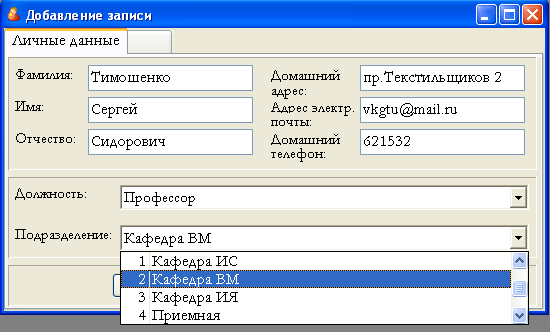 Добавление записи
Личные данные
Фамилия: Тимошенко
Домашний адрес: пр.Текстильщиков 2
Имя: Сергей
Адрес электр. почты: vkgtu@mail.ru
Отчество: Сидорович
Домашний телефон: 621532
Должность: Профессор
Подразделение: Кафедра ВМ
1 Кафедра ИС
2 Кафедра ВМ
3 Кафедра ИЯ
4 Приемная